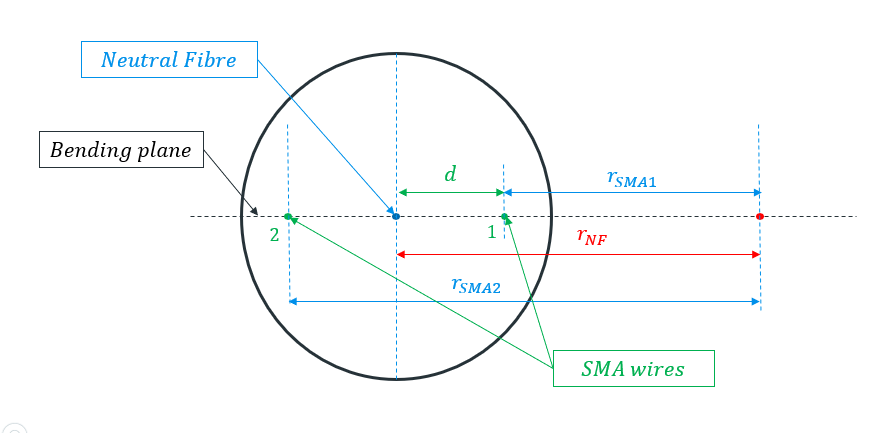 Neutral Fibre
Bending plane
d
r_SMA1
2
1
r_NF
r_SMA2
SMA wires